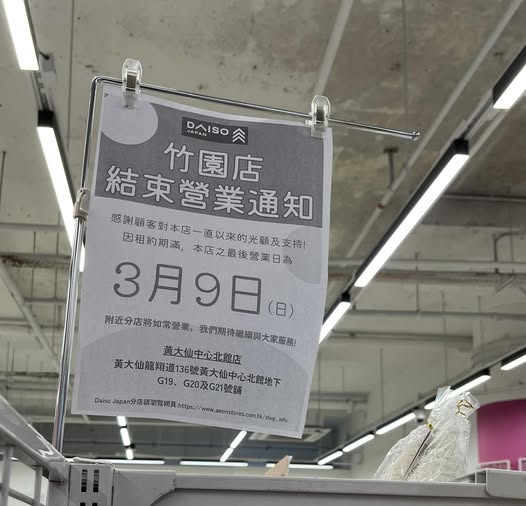 DAISO
JAPAN
竹園店
結束營業通知
感謝顧客對本店一直以來的光顧及支持!
因租約期滿，本店之最後營業日為
3月9日(日)
附近分店將如常營業，我們期待繼續與大家服務!
黃大仙中心北館店
黃大仙龍翔道136號黃大仙中心北館地下
G19、G20及G21號舖
Daiso Japan分店請瀏覽網頁:https://www.aeonstores.com.hk/shop_info